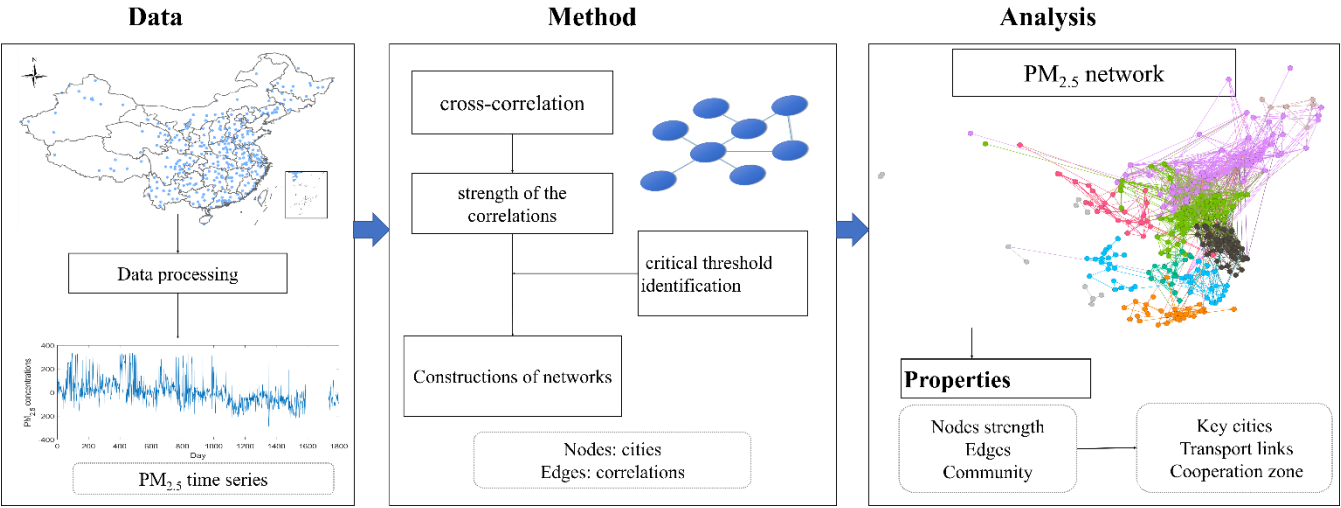 Data
Method
Analysis
N
Data processing
400
200
0
-200
-400
PM2.5 concentrations
0
200
400
600
800
1000
1200
1400
1600
1800
Day
PM2.5 time series
cross-correlation
strength of the
correlations
critical threshold
identification
Constructions of networks
Nodes: cities
Edges: correlations
PM2.5 network
Properties
Nodes strength
Edges
Community
Key cities
Transport links
Cooperation zone